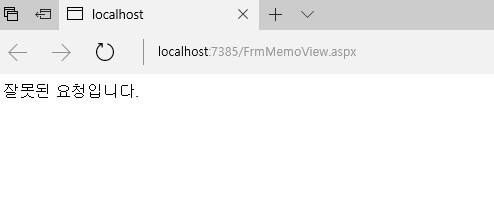 localhost
localhost:7385/FrmMemoView.aspx
잘못된 요청입니다.